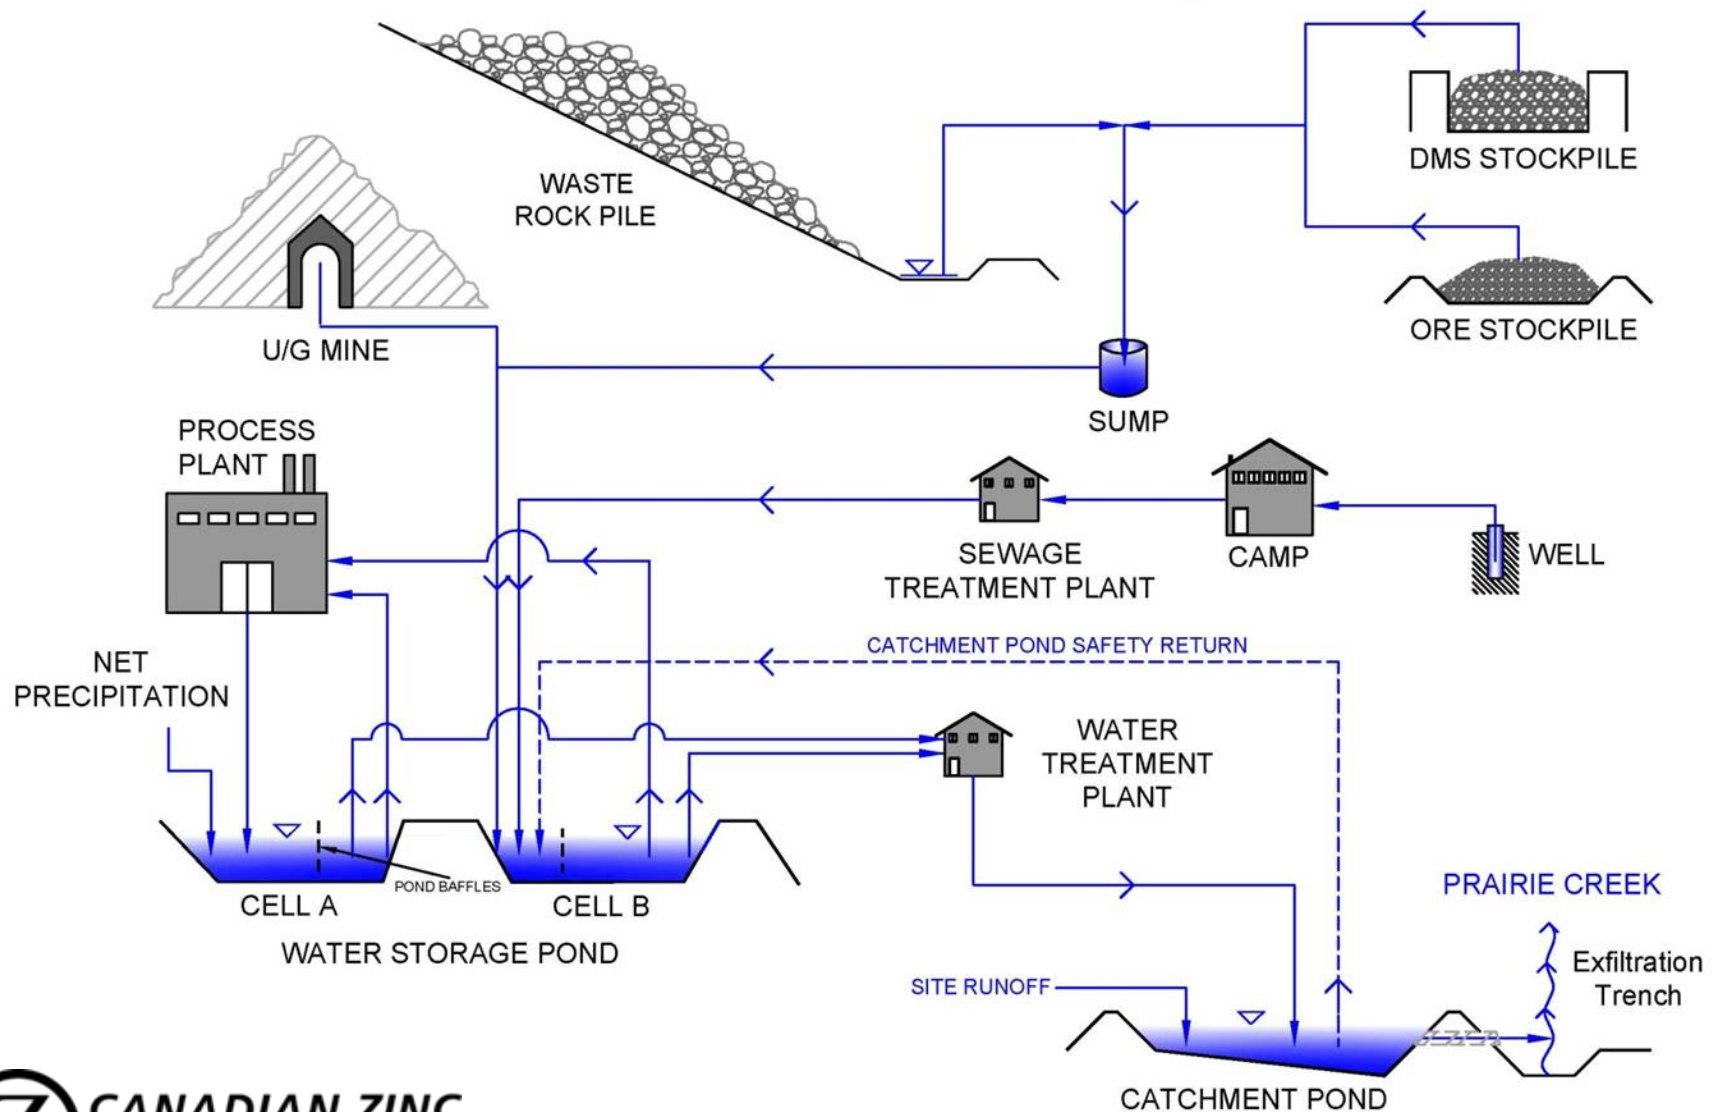 DMS STOCKPILE
WASTE
ROCK PILE
ORE STOCKPILE
U/G MINE
SUMP
PROCESS
PLANT
SEWAGE
TREATMENT PLANT
CAMP
WELL
CATCHMENT POND SAFETY RETURN
NET
PRECIPITATION
WATER
TREATMENT
PLANT
POND BAFFLES
CELL A
CELL B
WATER STORAGE POND
PRAIRIE CREEK
Exfiltration
Trench
SITE RUNOFF
CATCHMENT POND
CANADIAN ZINC